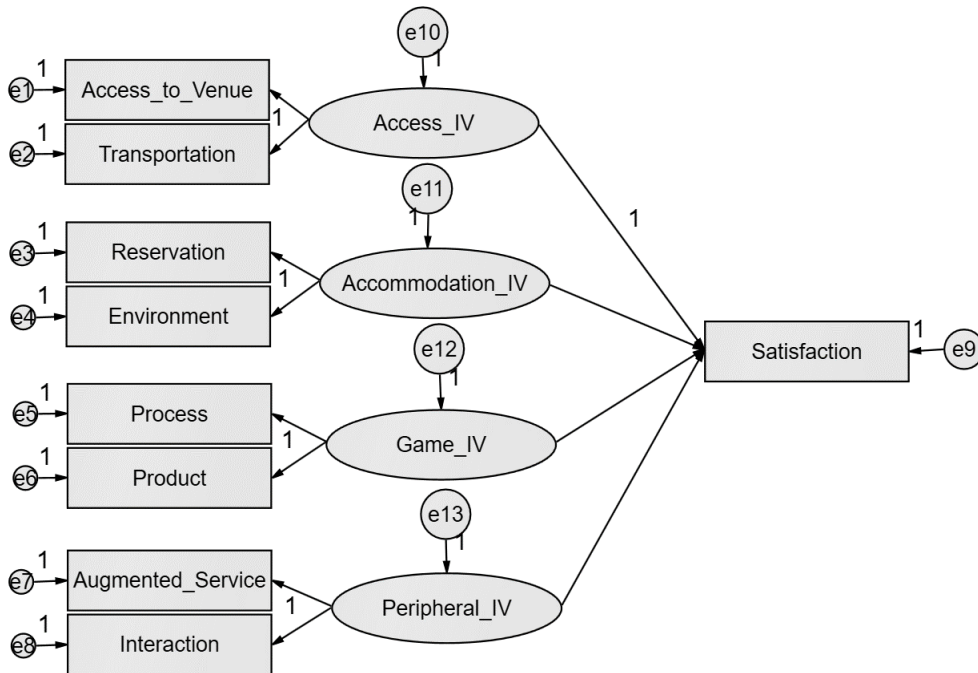 e10
1
1
e1
Access_to_Venue
1
Access_IV
1
e2
Transportation
e11
1
1
1
e3
Reservation
1
Accommodation_IV
1
e4
Environment
e12
1
Satisfaction
1
e9
1
1
e5
Process
1
Game_IV
1
e6
Product
e13
1
1
e7
Augmented_Service
1
Peripheral_IV
1
e8
Interaction